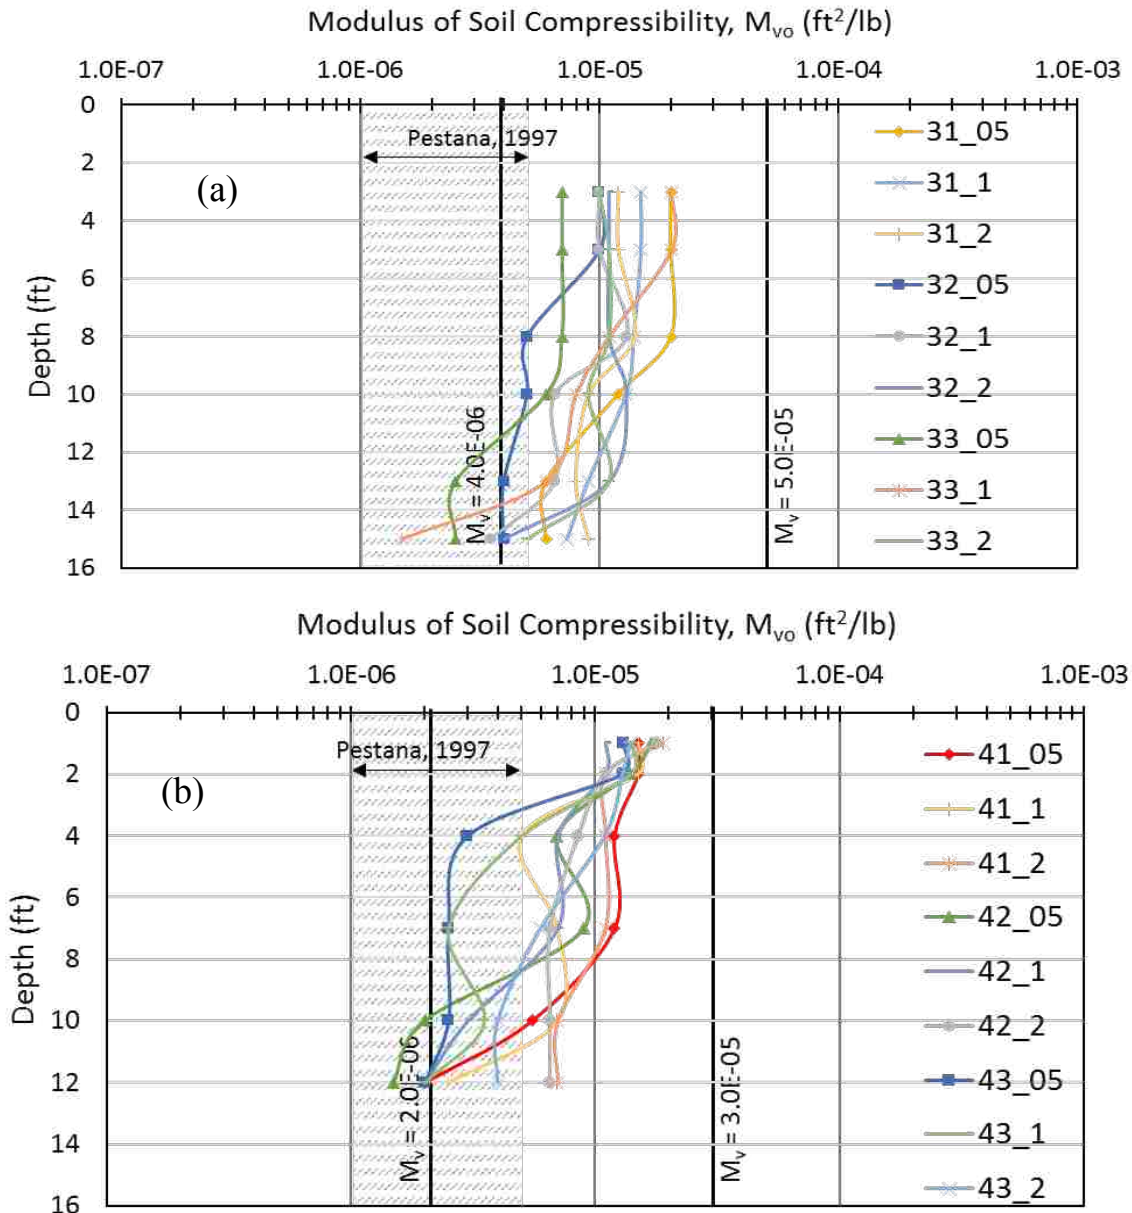 Modulus of Soil Compressibility, Mvo (ft²/lb)
1.0E-07 1.0E-06 1.0E-05 1.0E-04 1.0E-03
0
2
4
6
8
10
12
14
16
Depth (ft)
(a)
Pestana, 1997
Mv = 4.0E-06
Mv = 5.0E-05
31_05
31_1
31_2
32_05
32_1
32_2
33_05
33_1
33_2
Modulus of Soil Compressibility, Mvo (ft²/lb)
1.0E-07 1.0E-06 1.0E-05 1.0E-04 1.0E-03
0
2
4
6
8
10
12
14
16
Depth (ft)
(b)
Pestana, 1997
Mv = 2.0E-06
Mv = 3.0E-05
41_05
41_1
41_2
42_05
42_1
42_2
43_05
43_1
43_2